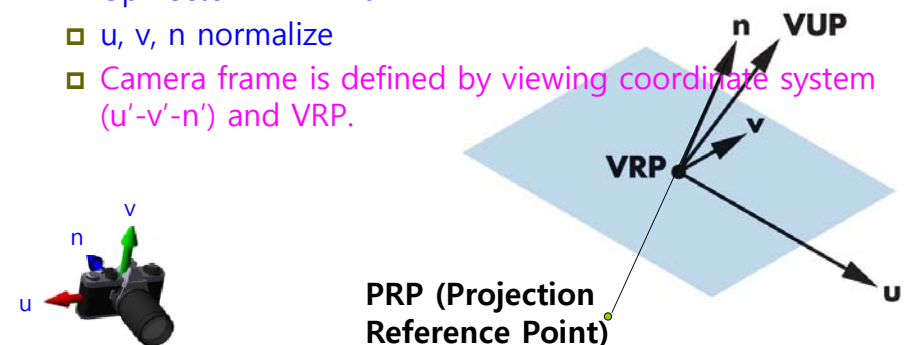 u, v, n normalize
Camera frame is defined by viewing coordinate system
(u′-v′-n′) and VRP.
n VUP
v
VRP
u
v
n
u
PRP (Projection
Reference Point)